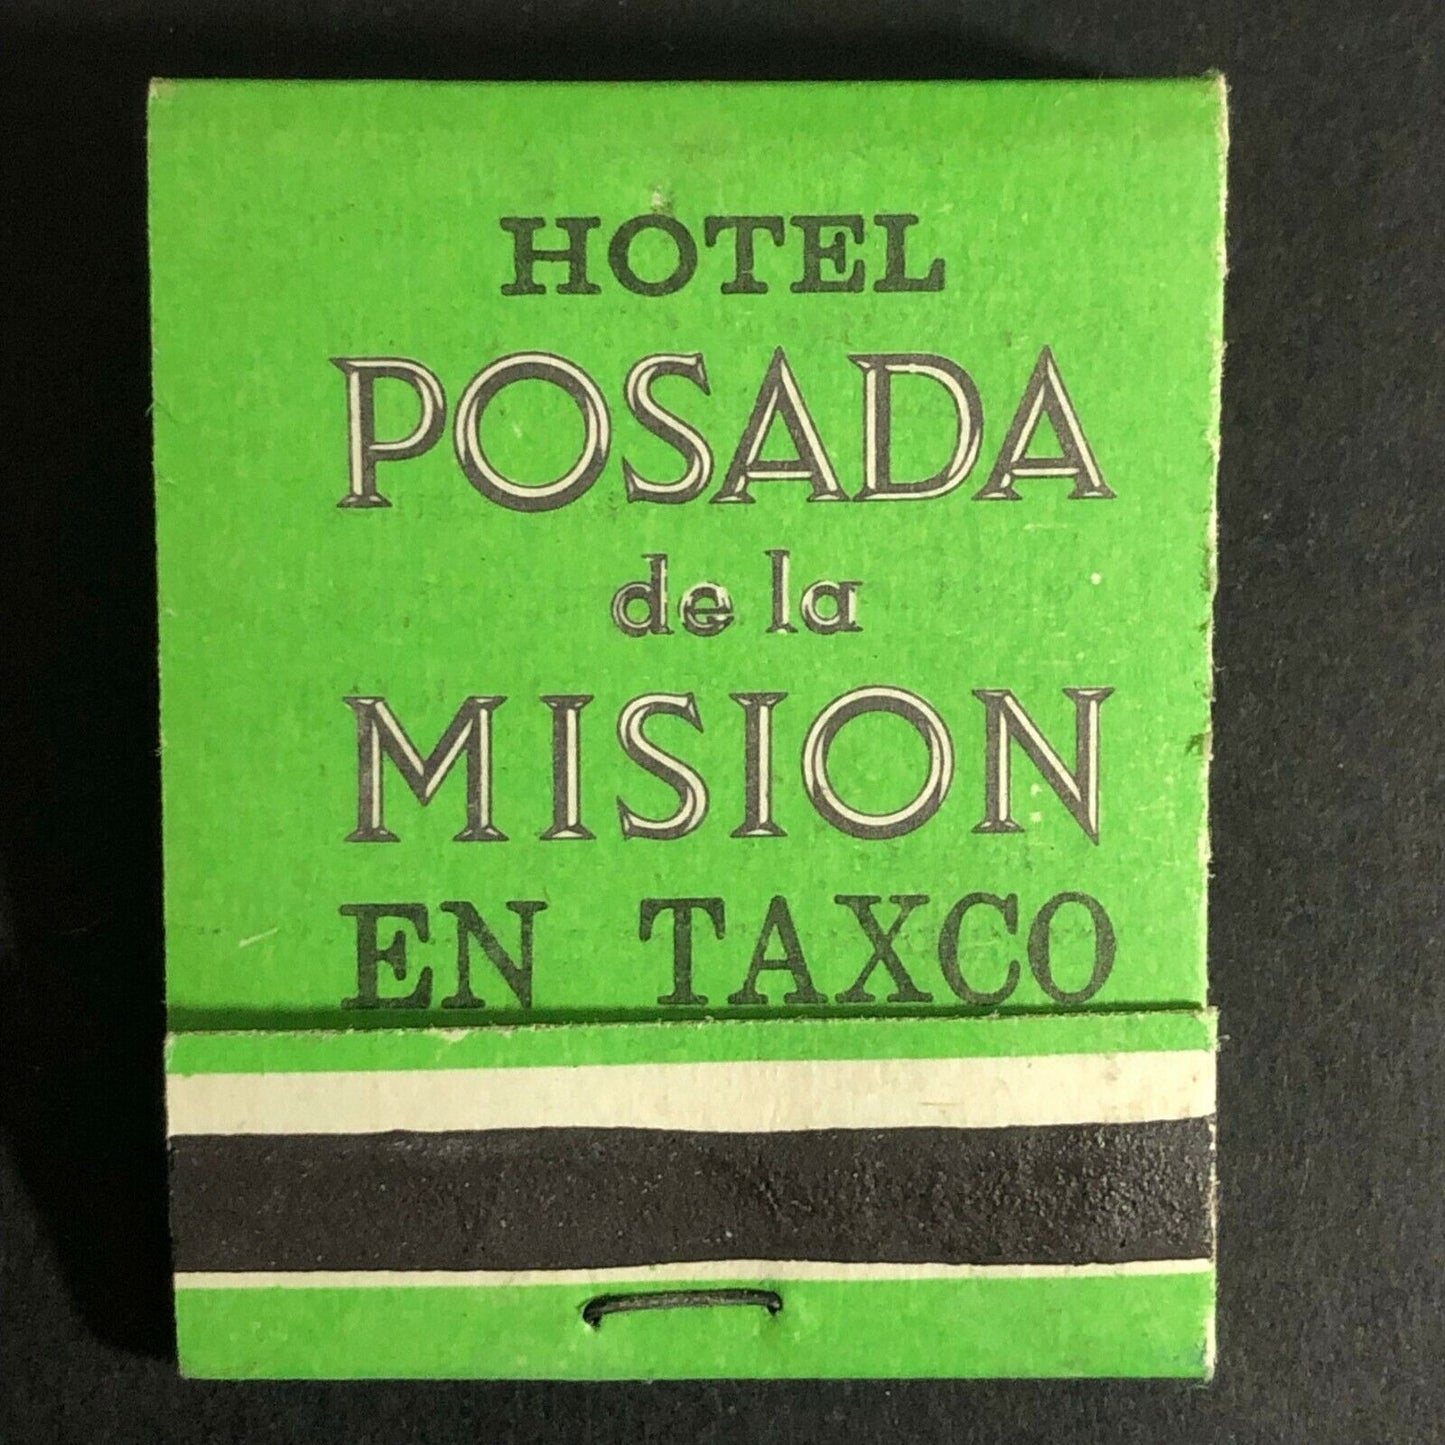 HOTEL
POSADA
de la
MISION
EN TAXCO